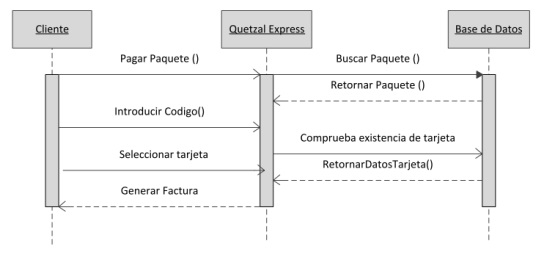 Cliente
Quetzal Express
Base de Datos
Pagar Paquete ()
Buscar Paquete ()
Retornar Paquete ()
Introducir Codigo()
Comprueba existencia de tarjeta
Seleccionar tarjeta
RetornarDatosTarjeta()
Generar Factura